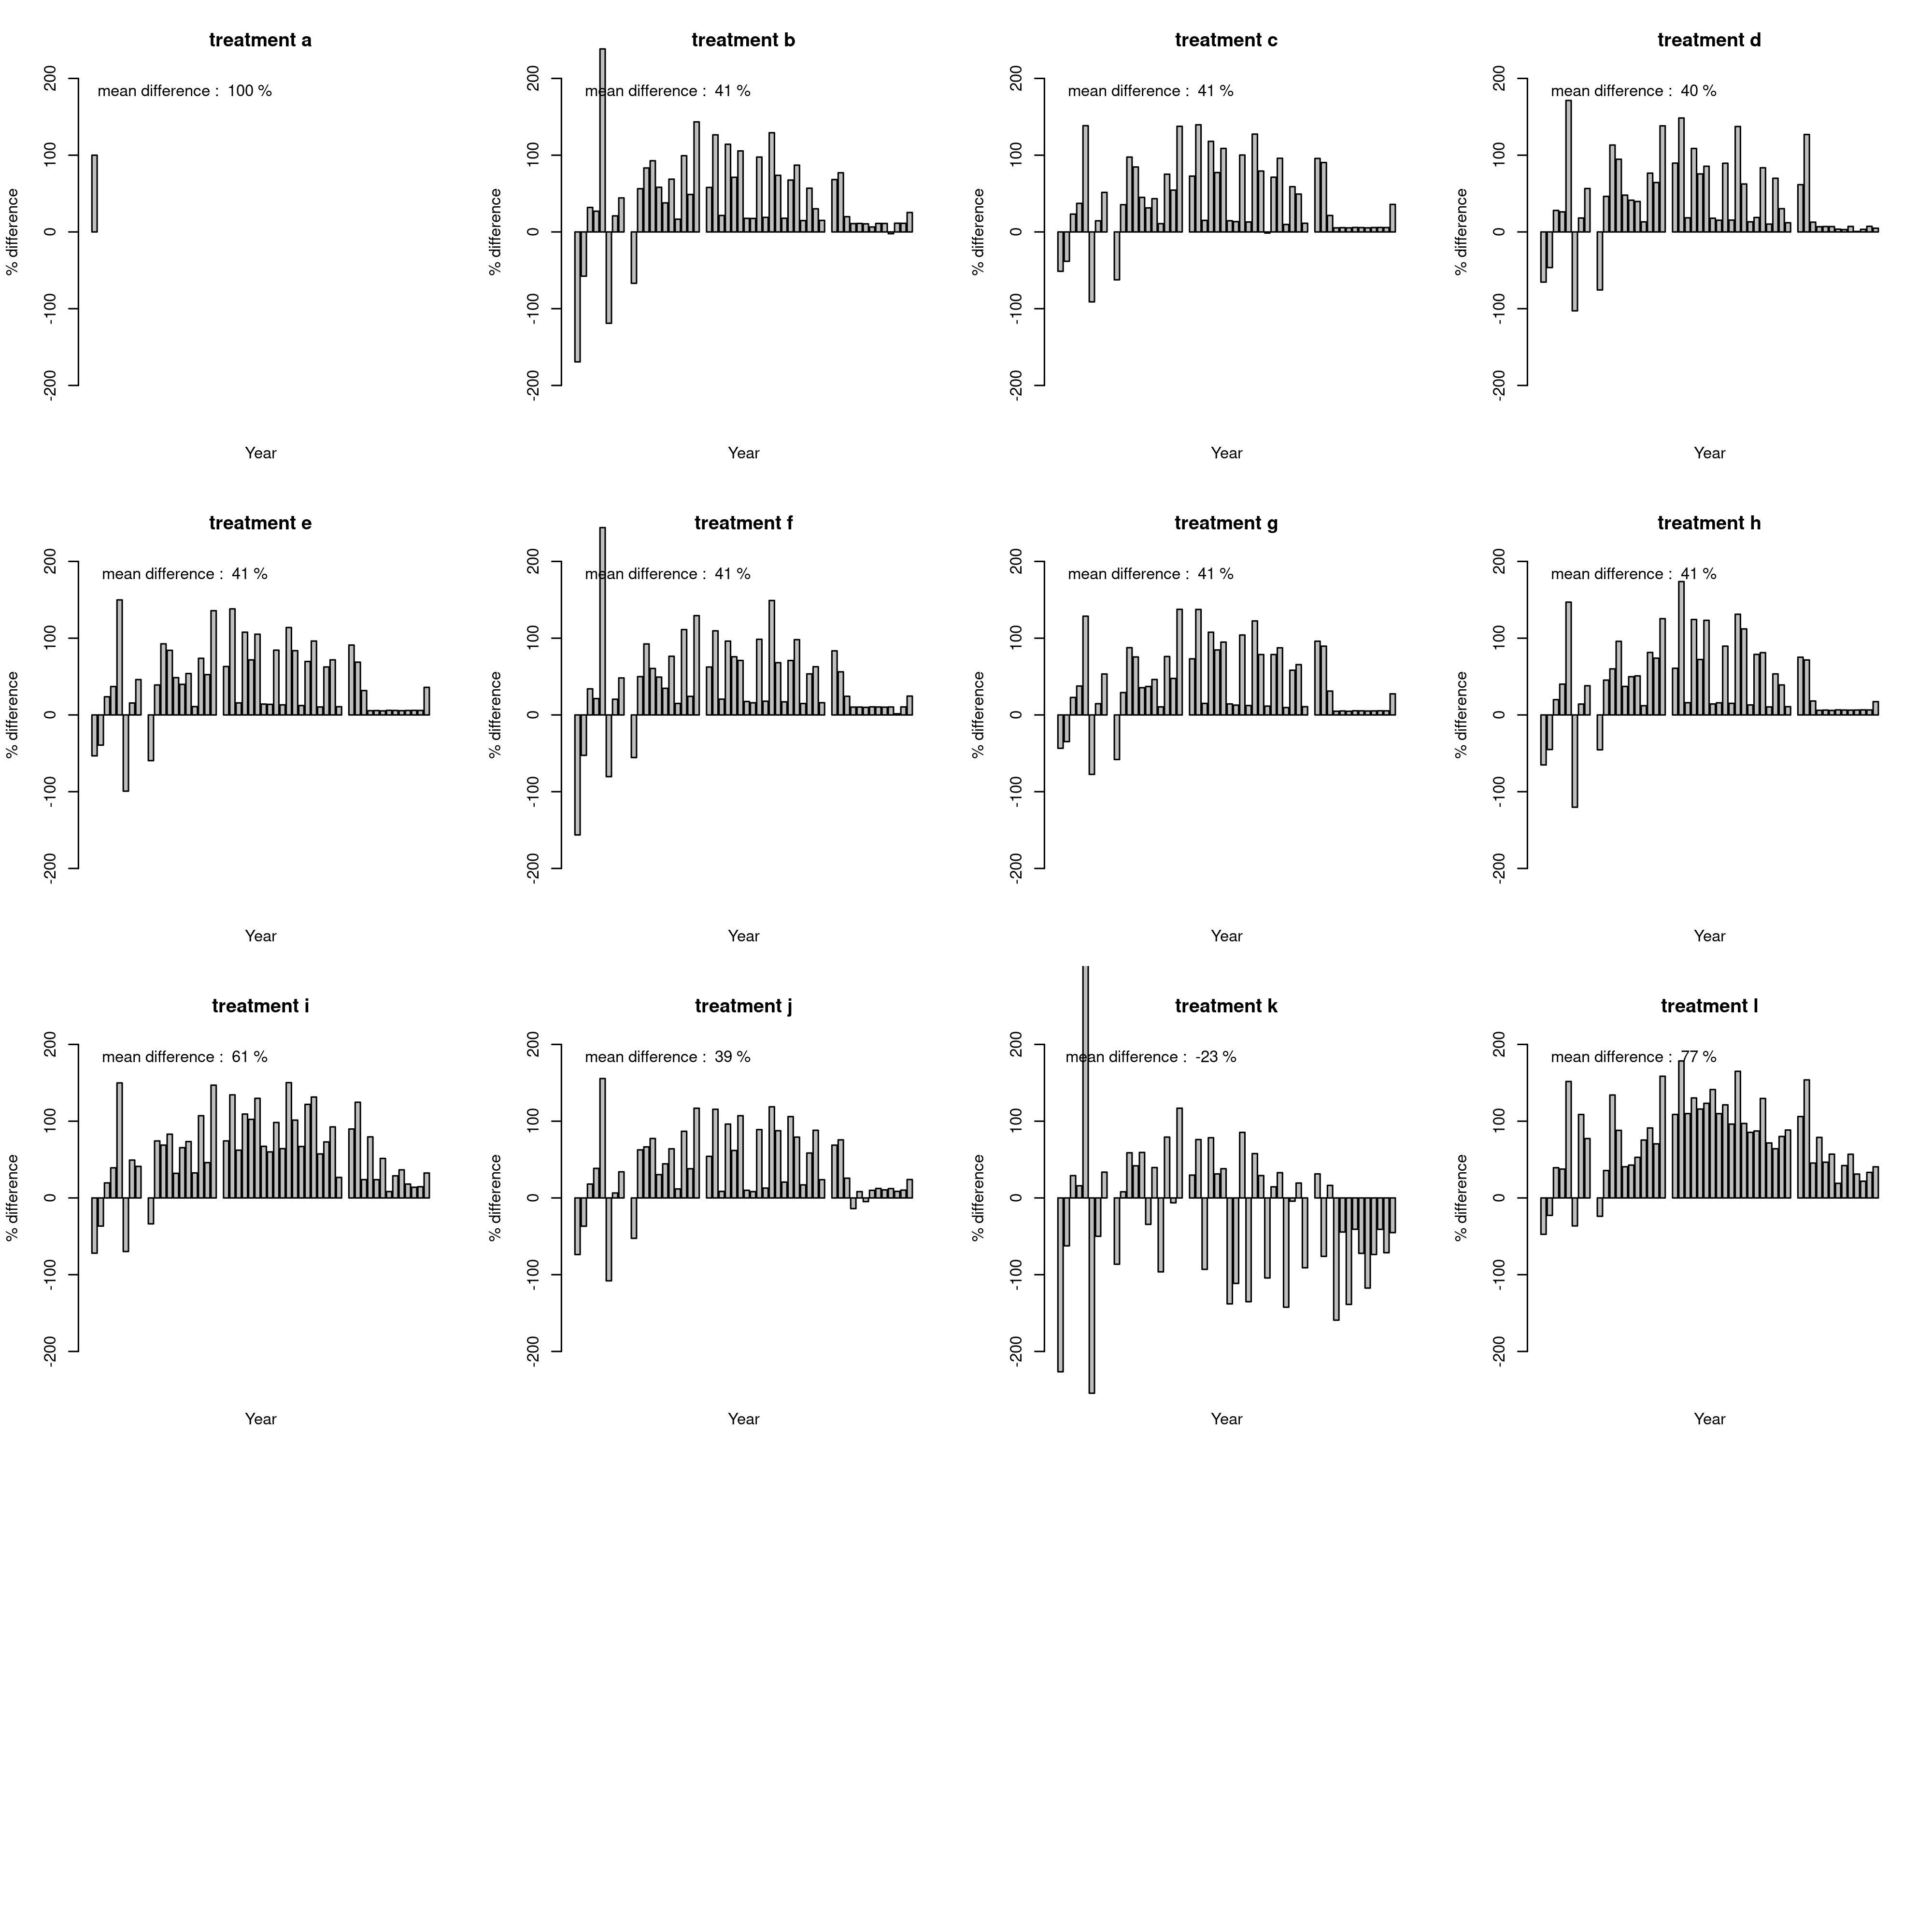 treatment a
mean difference : 100 %
200
100
0
-100
-200
% difference
Year
treatment b
mean difference : 41 %
200
100
0
-100
-200
% difference
Year
treatment c
mean difference : 41 %
200
100
0
-100
-200
% difference
Year
treatment d
mean difference : 40 %
200
100
0
-100
-200
% difference
Year
treatment e
mean difference : 41 %
200
100
0
-100
-200
% difference
Year
treatment f
mean difference : 41 %
200
100
0
-100
-200
% difference
Year
treatment g
mean difference : 41 %
200
100
0
-100
-200
% difference
Year
treatment h
mean difference : 41 %
200
100
0
-100
-200
% difference
Year
treatment i
mean difference : 61 %
200
100
0
-100
-200
% difference
Year
treatment j
mean difference : 39 %
200
100
0
-100
-200
% difference
Year
treatment k
mean difference : -23 %
200
100
0
-100
-200
% difference
Year
treatment l
mean difference : 77 %
200
100
0
-100
-200
% difference
Year